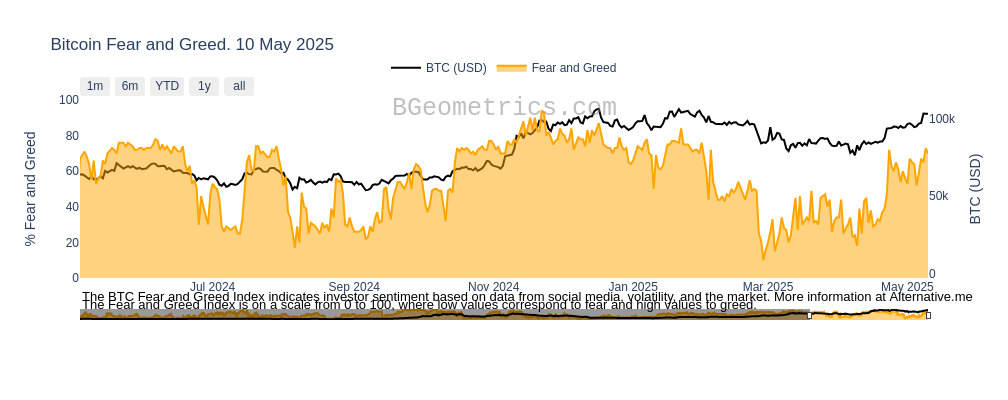 Bitcoin Fear and Greed. 10 May 2025
BTC (USD) Fear and Greed
1m 6m YTD 1y all
BGeometrics.com
100
80
60
40
20
0
% Fear and Greed
100k
50k
0
BTC (USD)
Jul 2024 Sep 2024 Nov 2024 Jan 2025 Mar 2025 May 2025
The BTC Fear and Greed Index indicates investor sentiment based on data from social media, volatility, and the market. More information at Alternative.me
The Fear and Greed Index is on a scale from 0 to 100, where low values correspond to fear and high values to greed.